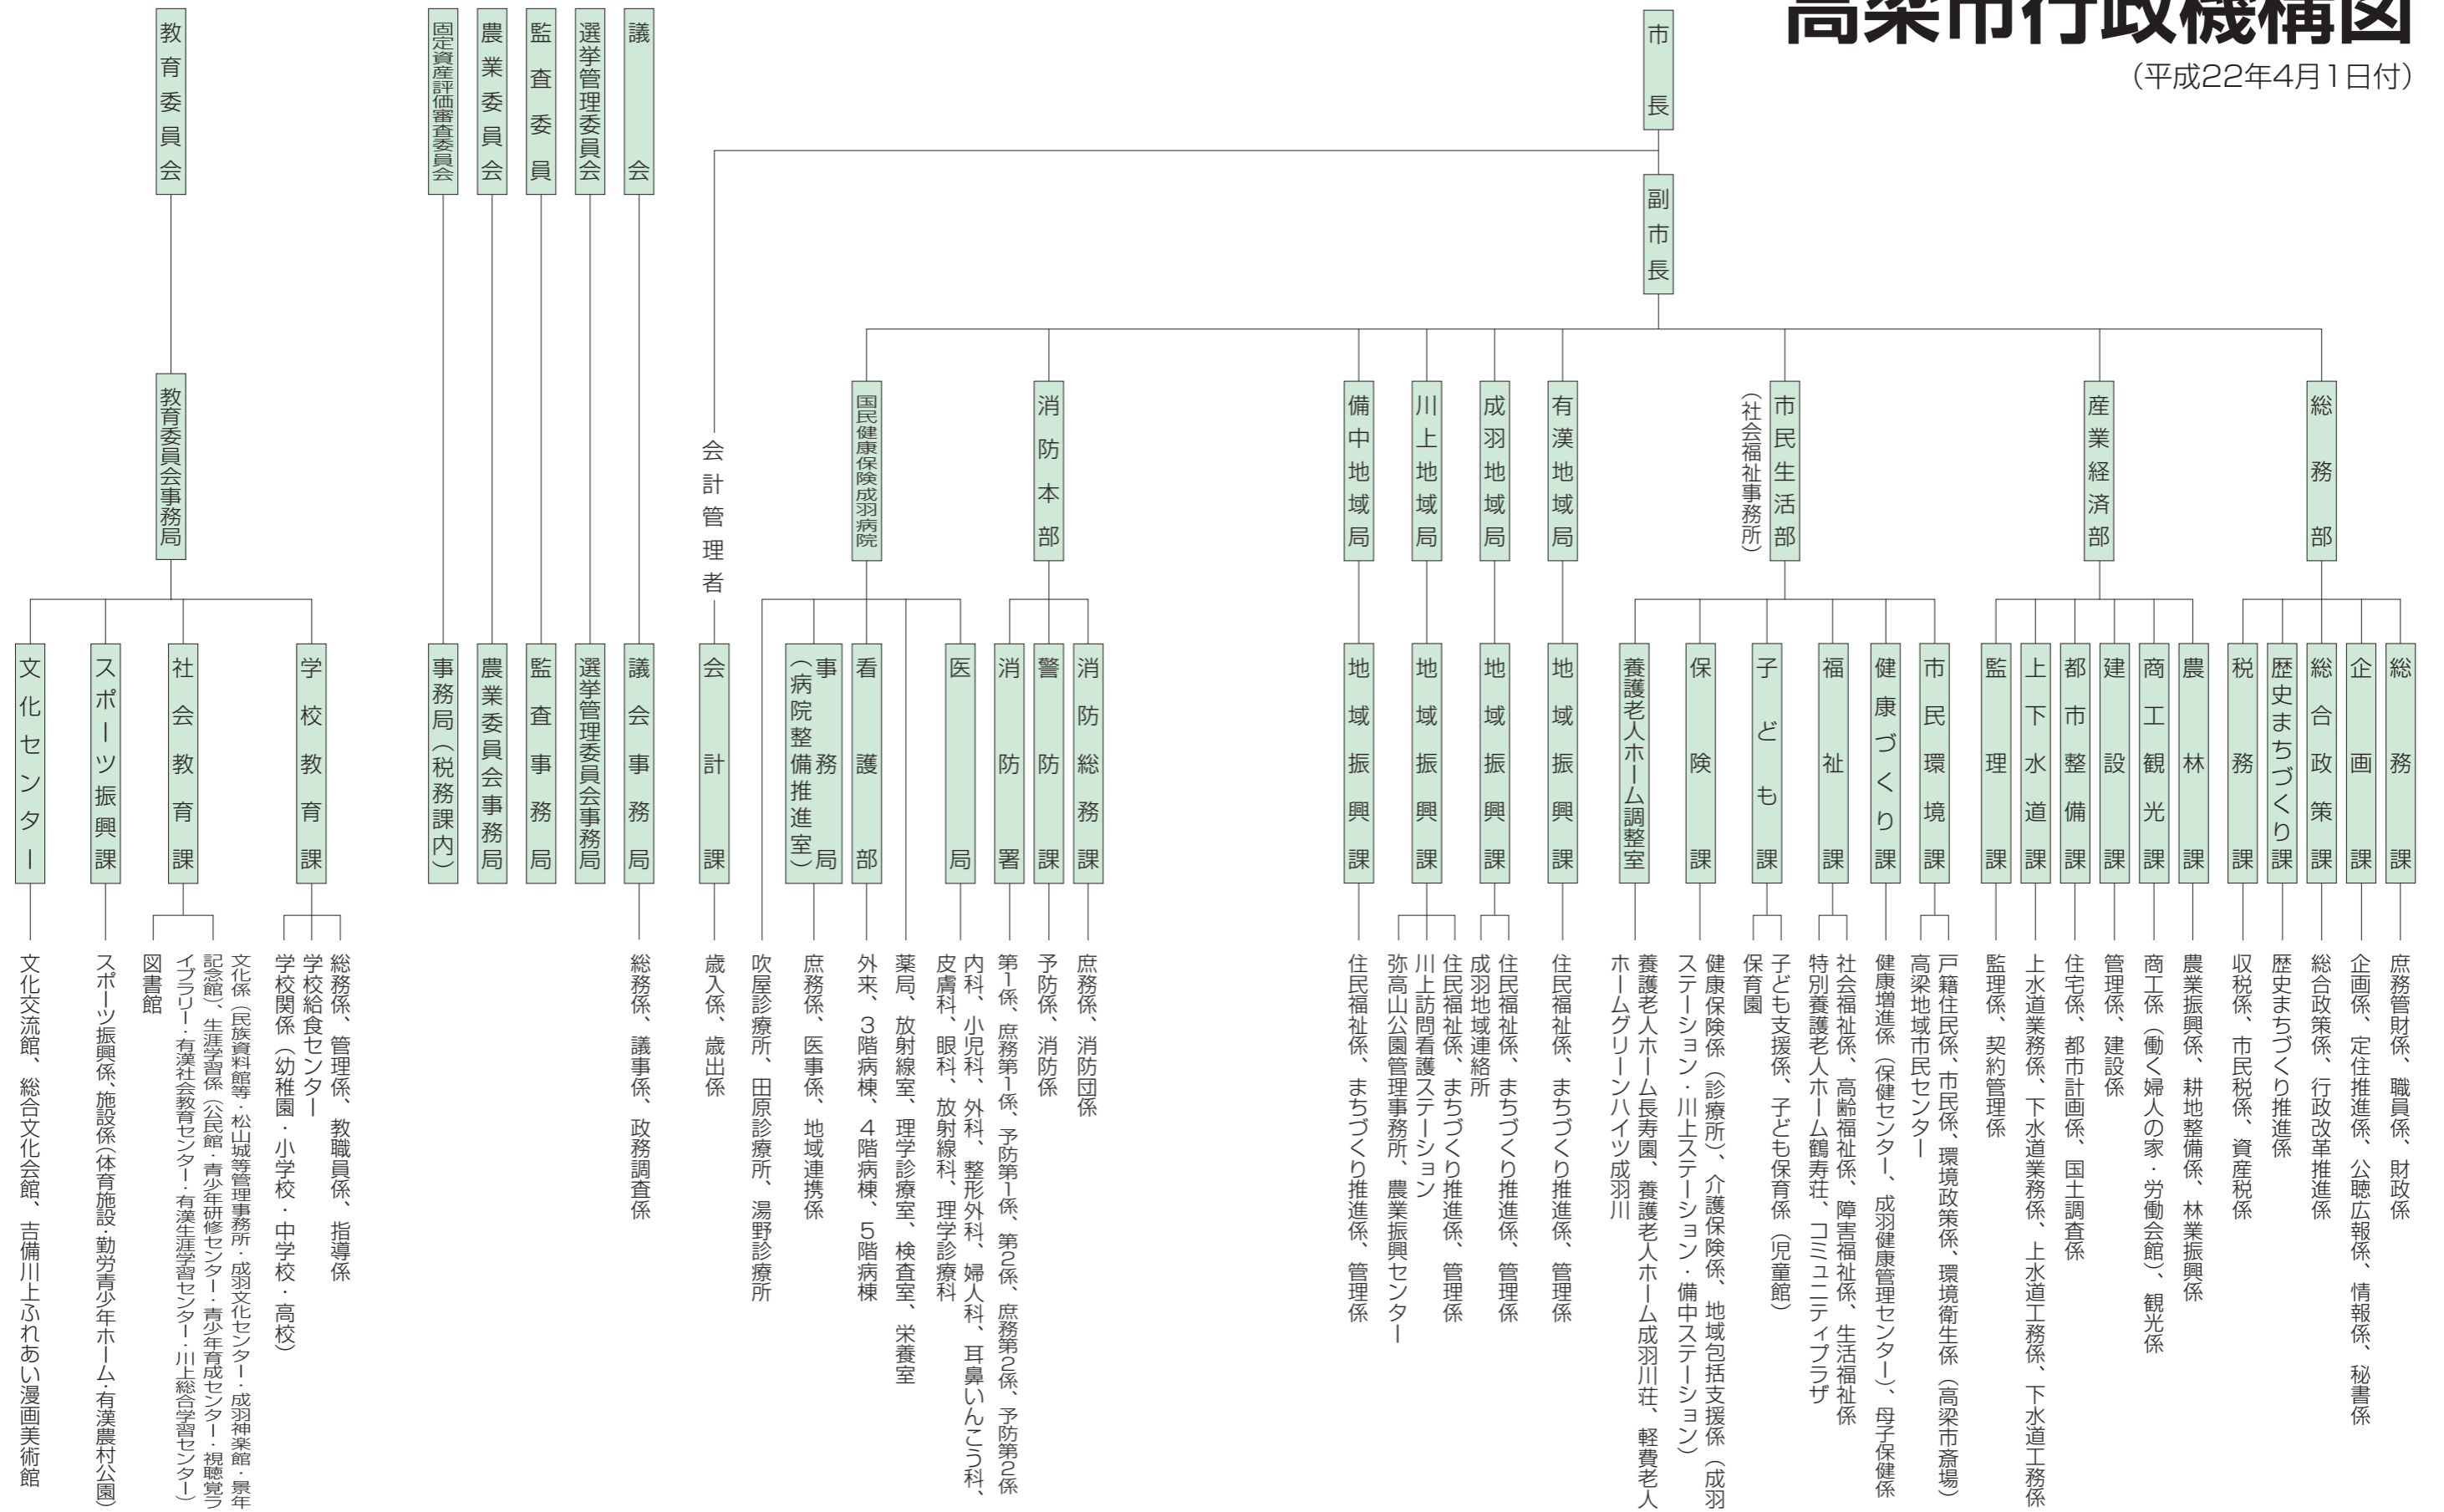 高梁市行政機構図
（平成22年4月1日付）
市長
副市長
総務部
産業経済部
市民生活部
（社会福祉事務所）
有漢地域局
成羽地域局
川上地域局
備中地域局
消防本部
国民健康保険成羽病院
会計管理者
議会
選挙管理委員会
監査委員
農業委員会
固定資産評価審査委員会
教育委員会
教育委員会事務局
総務課
企画課
総合政策課
歴史まちづくり課
税務課
農林課
商工観光課
建設課
都市整備課
上下水道課
監理課
市民環境課
健康づくり課
福祉課
子ども課
保険課
養護老人ホーム調整室
地域振興課
地域振興課
地域振興課
地域振興課
消防総務課
警防課
消防署
医局
看護部
事務局
（病院整備推進室）
会計課
議会事務局
選挙管理委員会事務局
監査事務局
農業委員会事務局
事務局（税務課内）
学校教育課
社会教育課
スポーツ振興課
文化センター
庶務管財係、職員係、財政係
企画係、定住推進係、公聴広報係、情報係、秘書係
総合政策係、行政改革推進係
歴史まちづくり推進係
収税係、市民税係、資産税係
農業振興係、耕地整備係、林業振興係
商工係（働く婦人の家・労働会館）、観光係
管理係、建設係
住宅係、都市計画係、国土調査係
上水道業務係、下水道業務係、上水道工務係、下水道工務係
監理係、契約管理係
戸籍住民係、市民係、環境政策係、環境衛生係（高梁市斎場）
高梁地域市民センター
健康増進係（保健センター、成羽健康管理センター）、母子保健係
社会福祉係、高齢福祉係、障害福祉係、生活福祉係
特別養護老人ホーム鶴寿荘、コミュニティプラザ
子ども支援係、子ども保育係（児童館）
保育園
健康保険係（診療所）、介護保険係、地域包括支援係（成羽
ステーション・川上ステーション・備中ステーション）
養護老人ホーム長寿園、養護老人ホーム成羽川荘、軽費老人
ホームグリーンハイツ成羽川
住民福祉係、まちづくり推進係、管理係
住民福祉係、まちづくり推進係、管理係
成羽地域連絡所
住民福祉係、まちづくり推進係、管理係
川上訪問看護ステーション
弥高山公園管理事務所、農業振興センター
住民福祉係、まちづくり推進係、管理係
庶務係、消防団係
予防係、消防係
第1係、庶務第1係、予防第1係、第2係、庶務第2係、予防第2係
内科、小児科、外科、整形外科、婦人科、耳鼻いんこう科、
皮膚科、眼科、放射線科、理学診療科
薬局、放射線室、理学診療室、検査室、栄養室
外来、3階病棟、4階病棟、5階病棟
庶務係、医事係、地域連携係
吹屋診療所、田原診療所、湯野診療所
歳入係、歳出係
総務係、議事係、政務調査係
総務係、管理係、教職員係、指導係
学校給食センター
学校関係（幼稚園・小学校・中学校・高校）
文化係（民族資料館等・松山城等管理事務所・成羽文化センター・成羽神楽館・景年
記念館）、生涯学習係（公民館・青少年研修センター・青少年育成センター・視聴覚ラ
イブラリー・有漢社会教育センター・有漢生涯学習センター・川上総合学習センター）
図書館
スポーツ振興係、施設係（体育施設・勤労青少年ホーム・有漢農村公園）
文化交流館、総合文化会館、吉備川上ふれあい漫画美術館